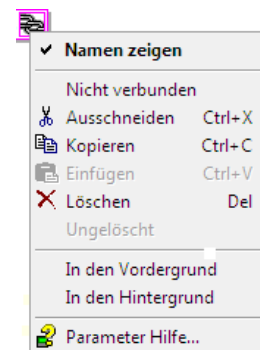 Namen zeigen
Nicht verbunden
Ausschneiden Ctrl+X
Kopieren Ctrl+C
Einfügen Ctrl+V
Löschen Del
Ungelöscht
In den Vordergrund
In den Hintergrund
Parameter Hilfe...